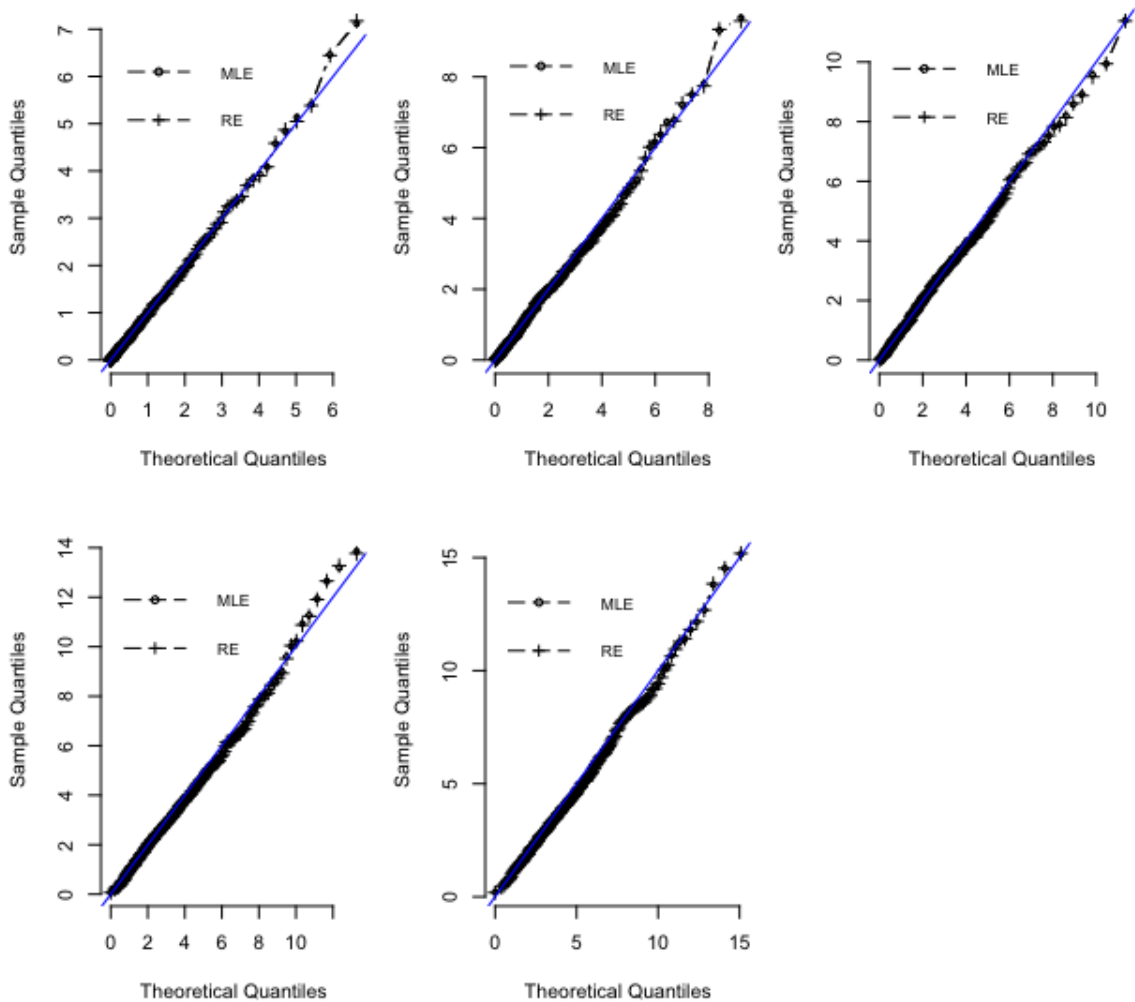 7
6
5
4
3
2
1
0
MLE
RE
Sample Quantiles
0 1 2 3 4 5 6
Theoretical Quantiles
8
6
4
2
0
MLE
RE
Sample Quantiles
0 2 4 6 8
Theoretical Quantiles
10
8
6
4
2
0
MLE
RE
Sample Quantiles
0 2 4 6 8 10
Theoretical Quantiles
14
12
10
8
6
4
2
0
MLE
RE
Sample Quantiles
0 2 4 6 8 10
Theoretical Quantiles
15
10
5
0
MLE
RE
Sample Quantiles
0 5 10 15
Theoretical Quantiles